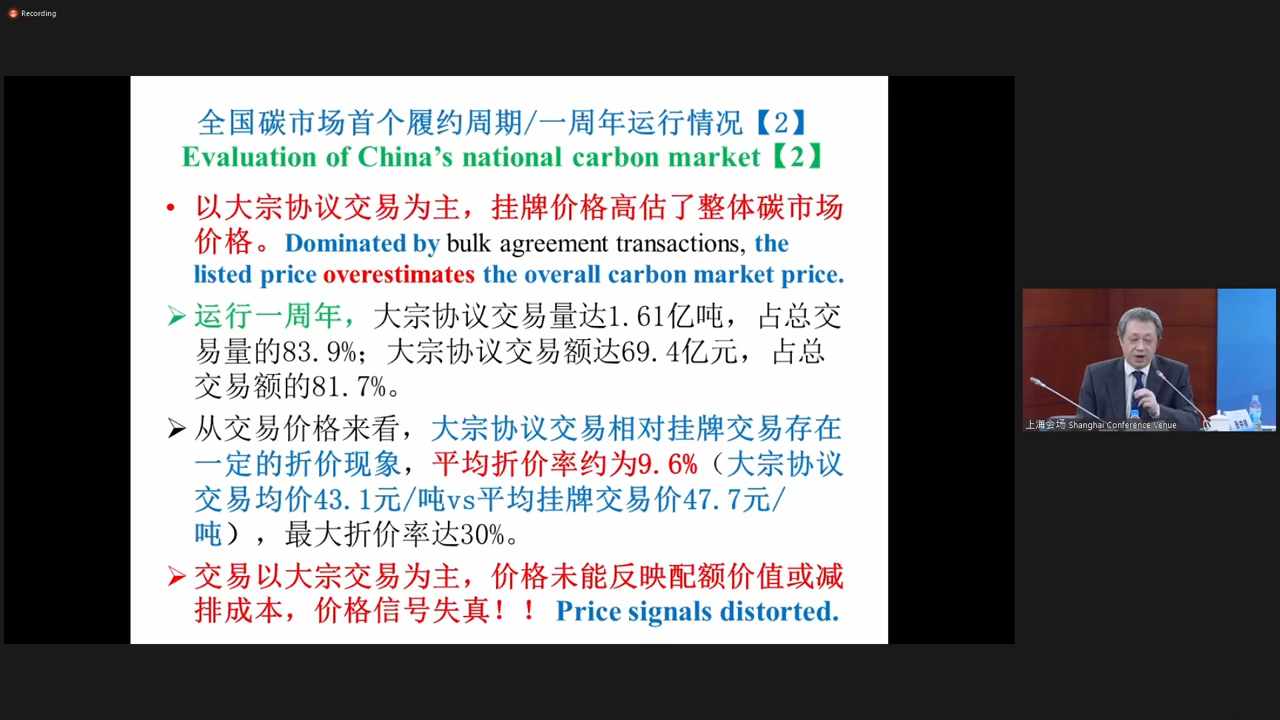 Recording
全国碳市场首个履约周期/一周年运行情况【2】
Evaluation of China's national carbon market【2】
• 以大宗协议交易为主，挂牌价格高估了整体碳市场
价格。Dominated by bulk agreement transactions, the
listed price overestimates the overall carbon market price.
➢ 运行一周年，大宗协议交易量达1.61亿吨，占总交
易量的83.9%；大宗协议交易额达69.4亿元，占总
交易额的81.7%。
➢ 从交易价格来看，大宗协议交易相对挂牌交易存在
一定的折价现象，平均折价率约为9.6%（大宗协议
交易均价43.1元/吨vs平均挂牌交易价47.7元/
吨），最大折价率达30%。
➢ 交易以大宗交易为主，价格未能反映配额价值或减
排成本，价格信号失真！！ Price signals distorted.
上海会场 Shanghai Conference Venue